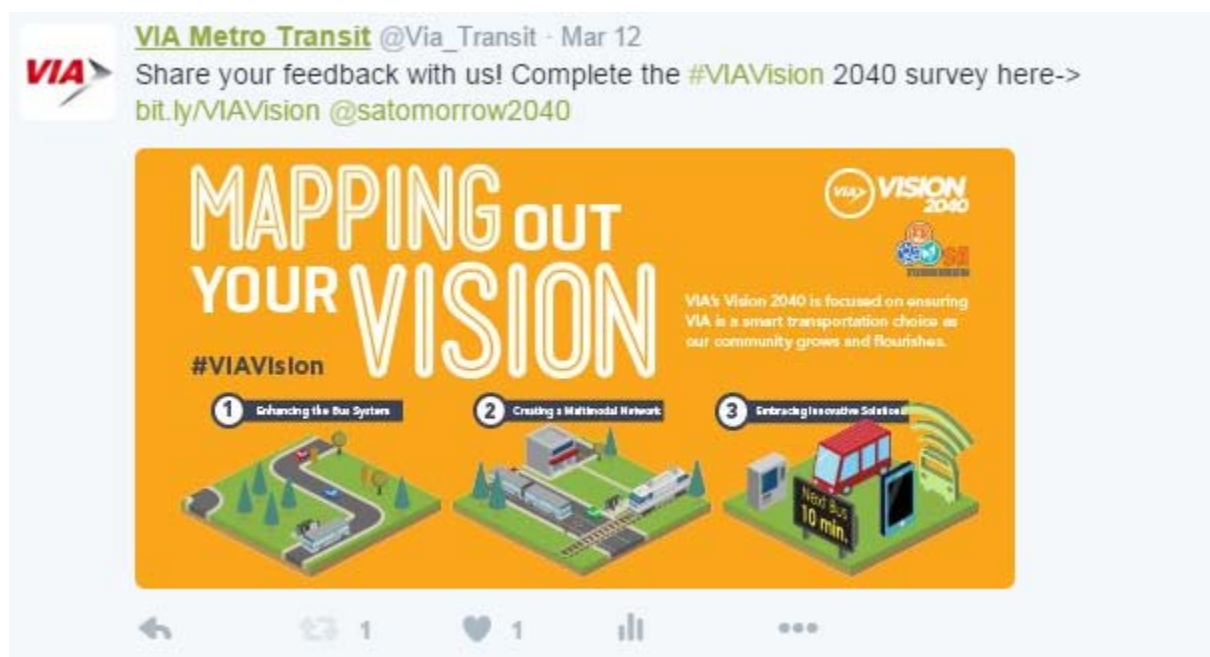 VIA Metro Transit @Via_Transit · Mar 12
VIA
Share your feedback with us! Complete the #VIAVision 2040 survey here->
bit.ly/VIAVision @satomorrow2040
MAPPING OUT
YOUR VISION
#VIAVision
VIA VISION
2040
SA
TOMORROW
VIA's Vision 2040 is focused on ensuring
VIA is a smart transportation choice as
our community grows and flourishes.
1 Enhancing the Bus System
2 Creating a Multimodal Network
3 Embracing Innovative Solutions
Next Bus
10 min.
1
1